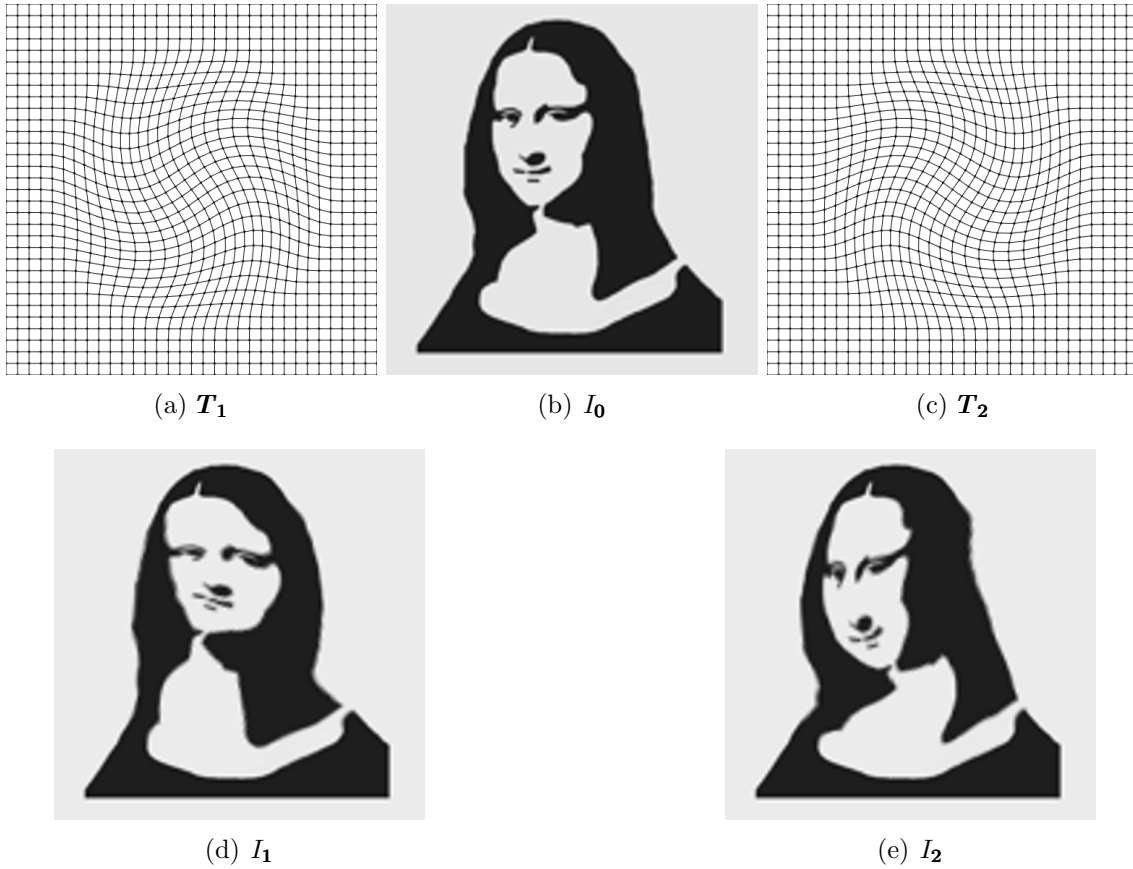 (a) T₁
(b) I₀
(c) T₂
(d) I₁
(e) I₂